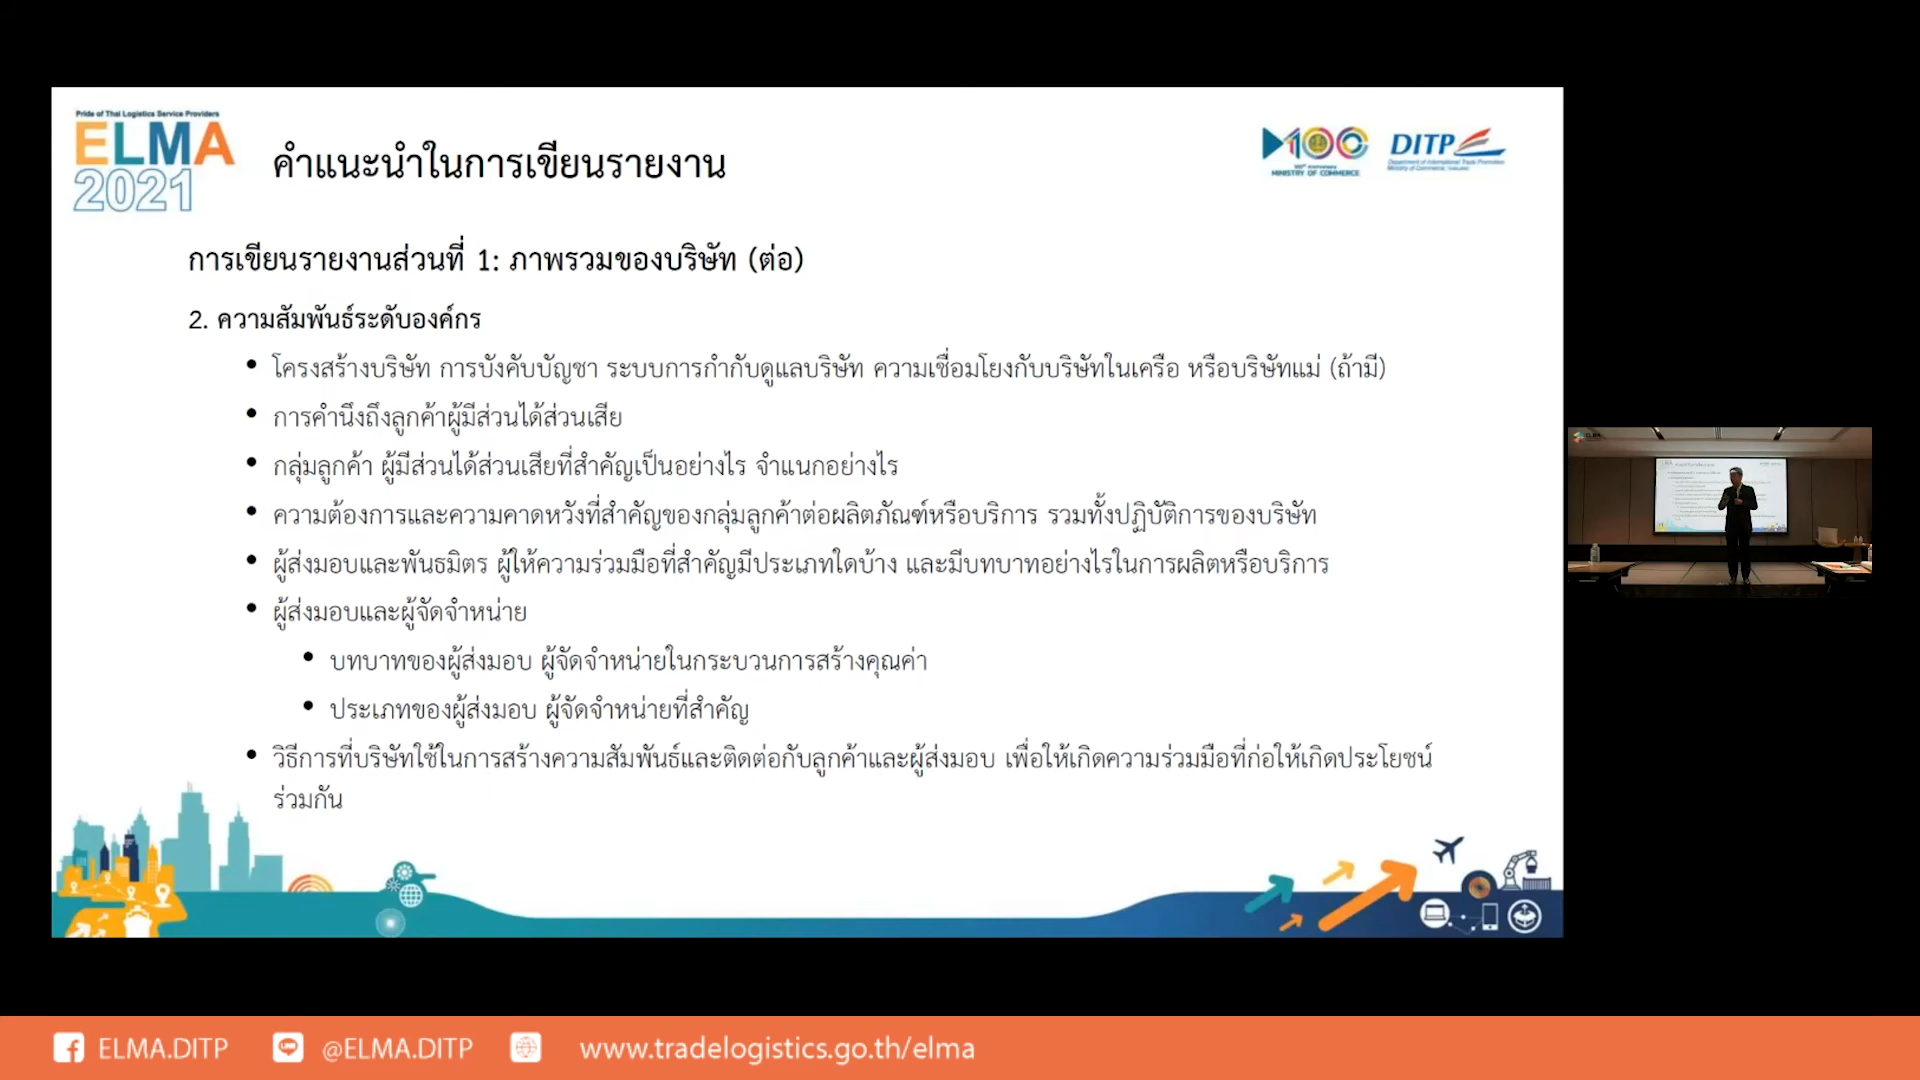 Pride of Thai Logistics Service Providers
ELMA
2021
คำแนะนำในการเขียนรายงาน
100
MINISTRY OF COMMERCE
DITP
Department of International Trade Promotion
Ministry of Commerce, THAILAND
การเขียนรายงานส่วนที่ 1: ภาพรวมของบริษัท (ต่อ)
2. ความสัมพันธ์ระดับองค์กร
• โครงสร้างบริษัท การบังคับบัญชา ระบบการกำกับดูแลบริษัท ความเชื่อมโยงกับบริษัทในเครือ หรือบริษัทแม่ (ถ้ามี)
• การคำนึงถึงลูกค้าผู้มีส่วนได้ส่วนเสีย
• กลุ่มลูกค้า ผู้มีส่วนได้ส่วนเสียที่สำคัญเป็นอย่างไร จำแนกอย่างไร
• ความต้องการและความคาดหวังที่สำคัญของกลุ่มลูกค้าต่อผลิตภัณฑ์หรือบริการ รวมทั้งปฏิบัติการของบริษัท
• ผู้ส่งมอบและพันธมิตร ผู้ให้ความร่วมมือที่สำคัญมีประเภทใดบ้าง และมีบทบาทอย่างไรในการผลิตหรือบริการ
• ผู้ส่งมอบและผู้จัดจำหน่าย
• บทบาทของผู้ส่งมอบ ผู้จัดจำหน่ายในกระบวนการสร้างคุณค่า
• ประเภทของผู้ส่งมอบ ผู้จัดจำหน่ายที่สำคัญ
• วิธีการที่บริษัทใช้ในการสร้างความสัมพันธ์และติดต่อกับลูกค้าและผู้ส่งมอบ เพื่อให้เกิดความร่วมมือที่ก่อให้เกิดประโยชน์
ร่วมกัน
ELMA.DITP
@ELMA.DITP
www.tradelogistics.go.th/elma